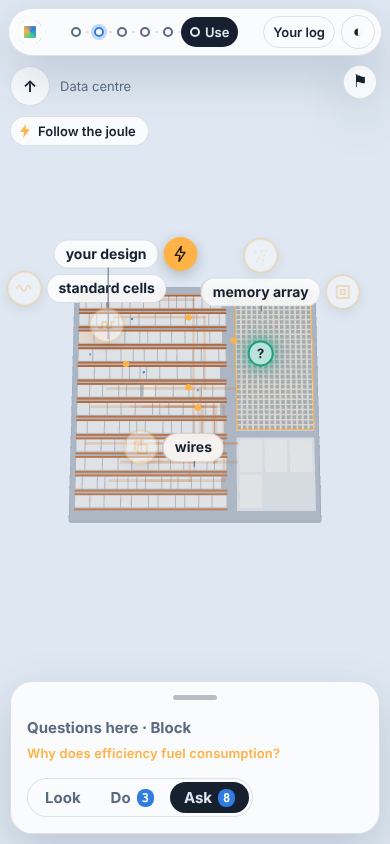 Use
Your log
Data centre
Follow the joule
your design
standard cells
memory array
?
wires
Questions here · Block
Why does efficiency fuel consumption?
Look
Do 3
Ask 8